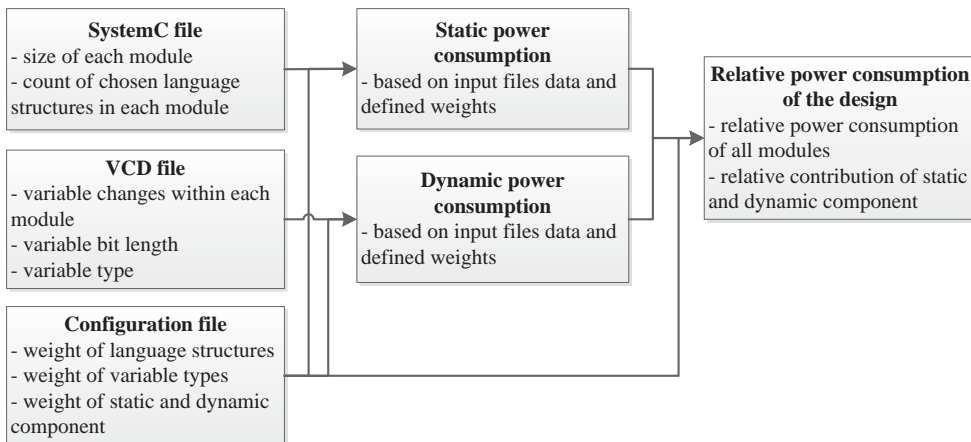 SystemC file
- size of each module
- count of chosen language
structures in each module
VCD file
- variable changes within each
module
- variable bit length
- variable type
Configuration file
- weight of language structures
- weight of variable types
- weight of static and dynamic
component
Static power
consumption
- based on input files data and
defined weights
Dynamic power
consumption
- based on input files data and
defined weights
Relative power consumption
of the design
- relative power consumption
of all modules
- relative contribution of static
and dynamic component